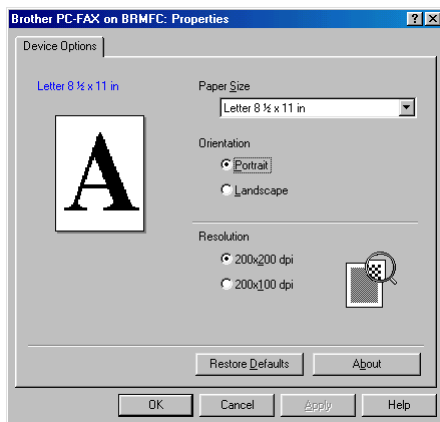 Brother PC-FAX on BRMFC: Properties
Device Options
Letter 8 ½ x 11 in
Paper Size
Letter 8 ½ x 11 in
A
Orientation
Portrait
Landscape
Resolution
200x200 dpi
200x100 dpi
Restore Defaults
About
OK
Cancel
Apply
Help